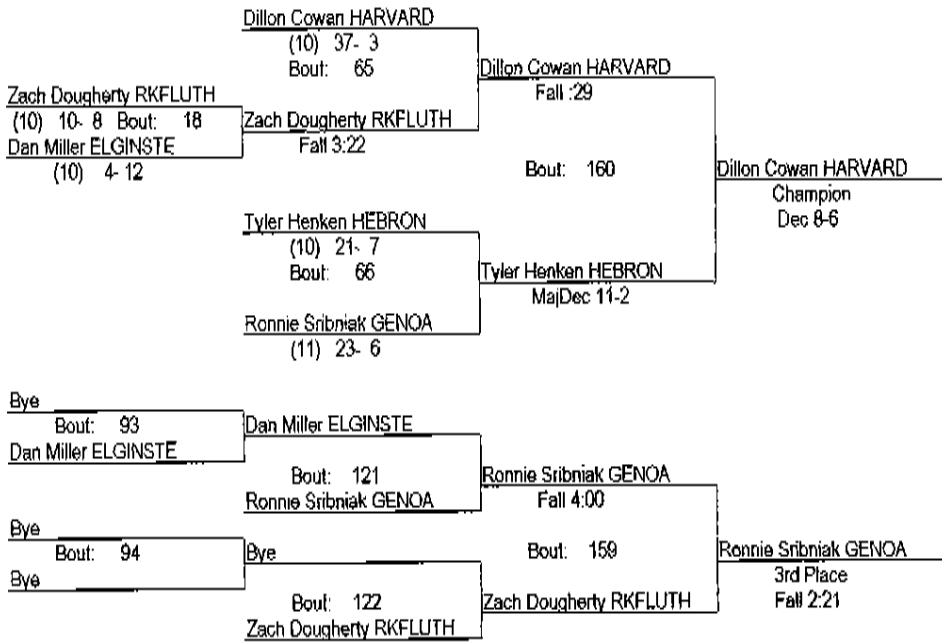 Dillon Cowan HARVARD
(10) 37- 3
Bout: 65
Dillon Cowan HARVARD
Fall :29
Zach Dougherty RKFLUTH
(10) 10- 8 Bout: 18
Zach Dougherty RKFLUTH
Fall 3:22
Dan Miller ELGINSTE
(10) 4- 12
Bout: 160
Dillon Cowan HARVARD
Champion
Dec 8-6
Tyler Henken HEBRON
(10) 21- 7
Bout: 66
Tyler Henken HEBRON
MajDec 11-2
Ronnie Sribniak GENOA
(11) 23- 6
Bye
Bout: 93
Dan Miller ELGINSTE
Dan Miller ELGINSTE
Bout: 121
Ronnie Sribniak GENOA
Fall 4:00
Ronnie Sribniak GENOA
Bye
Bout: 94
Bye
Bye
Bout: 159
Ronnie Sribniak GENOA
3rd Place
Fall 2:21
Bout: 122
Zach Dougherty RKFLUTH
Zach Dougherty RKFLUTH